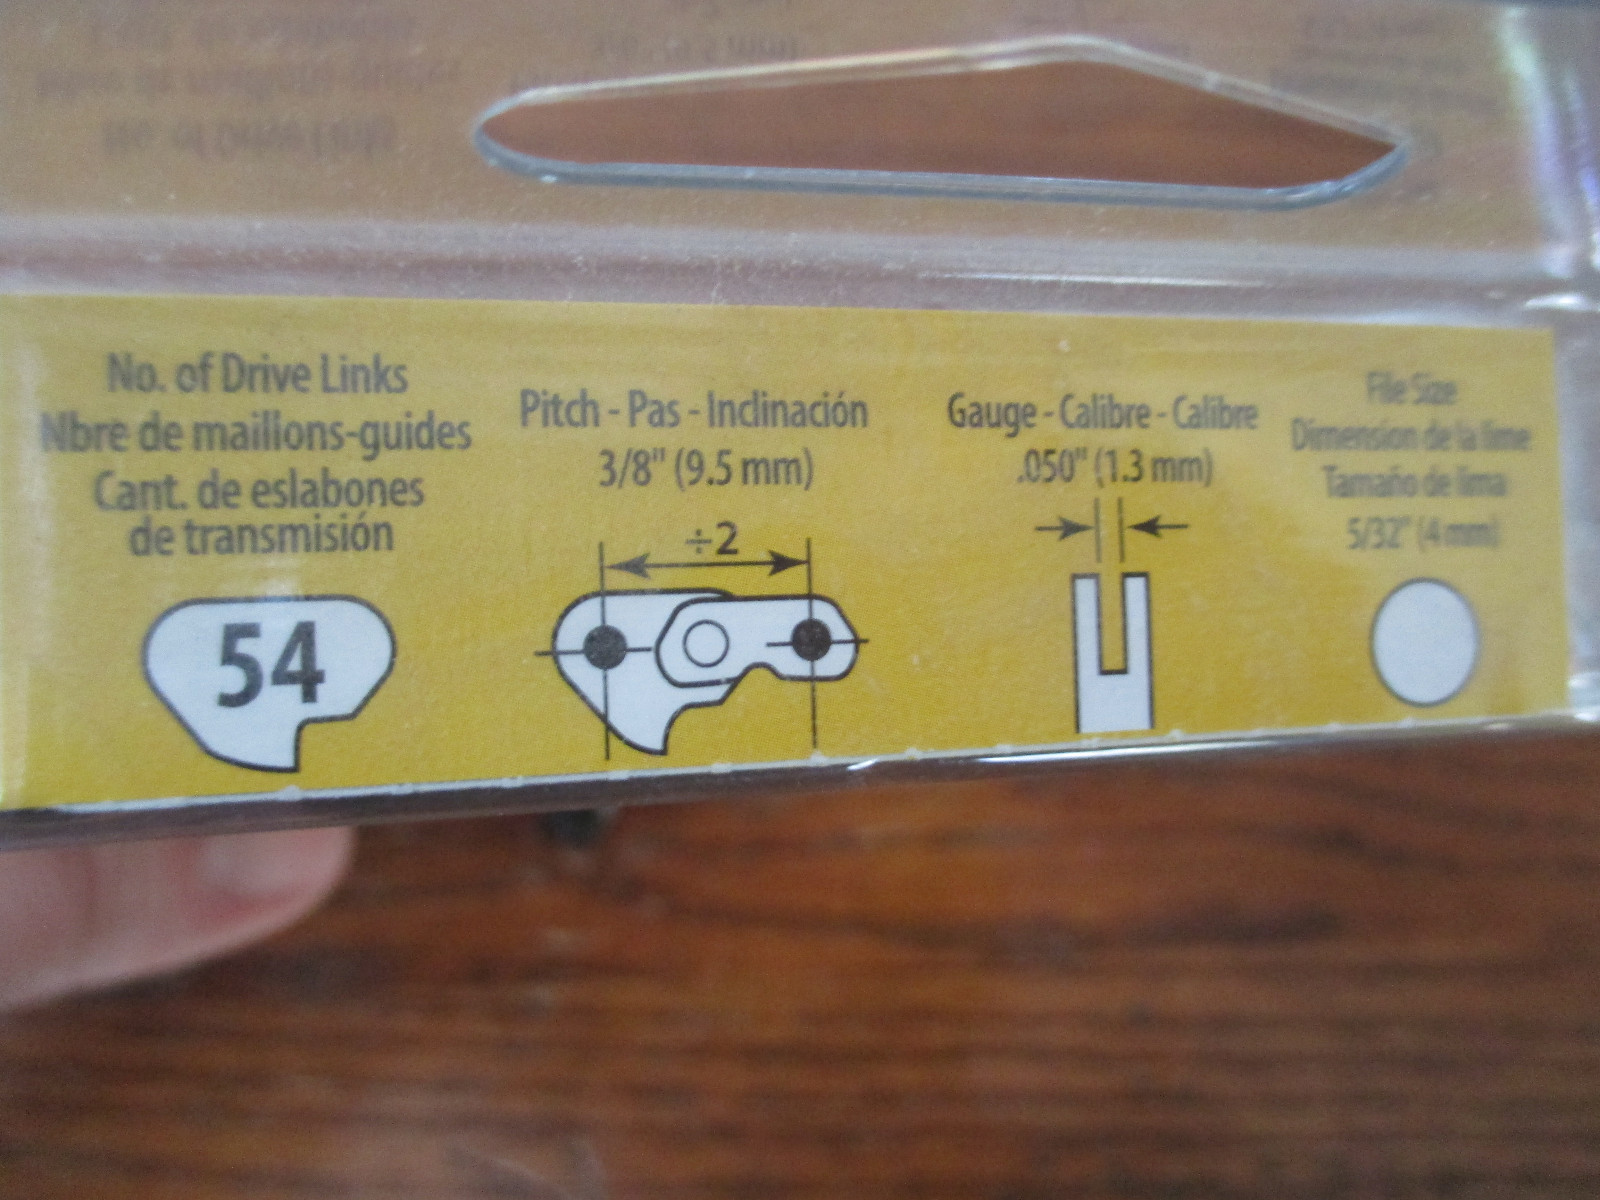 No. of Drive Links
Nbre de maillons-guides
Cant. de eslabones
de transmisión
54
Pitch - Pas - Inclinación
3/8" (9.5 mm)
÷2
Gauge - Calibre - Calibre
.050" (1.3 mm)
File Size
Dimension de la lime
Tamaño de lima
5/32" (4 mm)